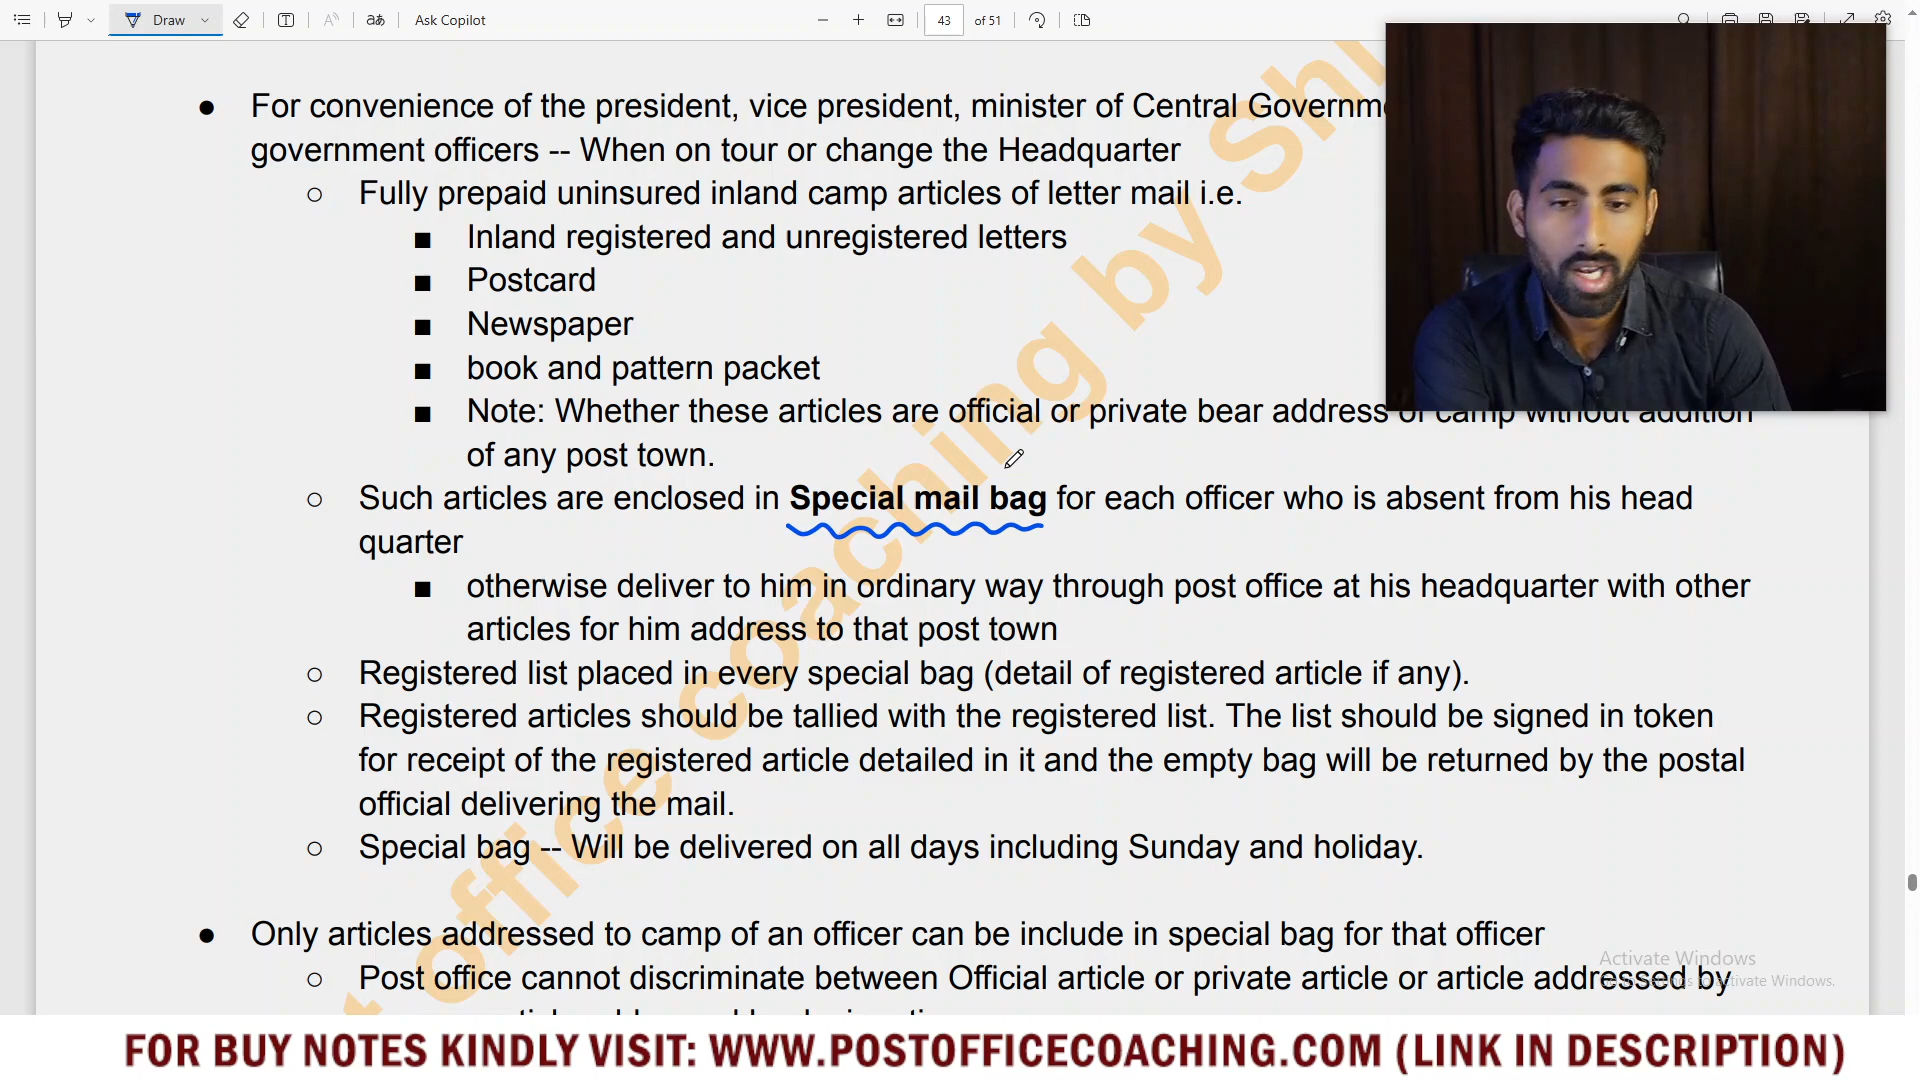 Draw
Ask Copilot
43 of 51
For convenience of the president, vice president, minister of Central
government officers -- When on tour or change the Headquarter
Fully prepaid uninsured inland camp articles of letter mail i.e.
Inland registered and unregistered letters
Postcard
Newspaper
book and pattern packet
Note: Whether these articles are official or private bear address of camp without addition
of any post town.
Such articles are enclosed in Special mail bag for each officer who is absent from his head
quarter
otherwise deliver to him in ordinary way through post office at his headquarter with other
articles for him address to that post town
Registered list placed in every special bag (detail of registered article if any).
Registered articles should be tallied with the registered list. The list should be signed in token
for receipt of the registered article detailed in it and the empty bag will be returned by the postal
official delivering the mail.
Special bag -- Will be delivered on all days including Sunday and holiday.
Only articles addressed to camp of an officer can be include in special bag for that officer
Post office cannot discriminate between Official article or private article or article addressed by
office coaching by
Activate Windows
FOR BUY NOTES KINDLY VISIT: WWW.POSTOFFICECOACHING.COM (LINK IN DESCRIPTION)